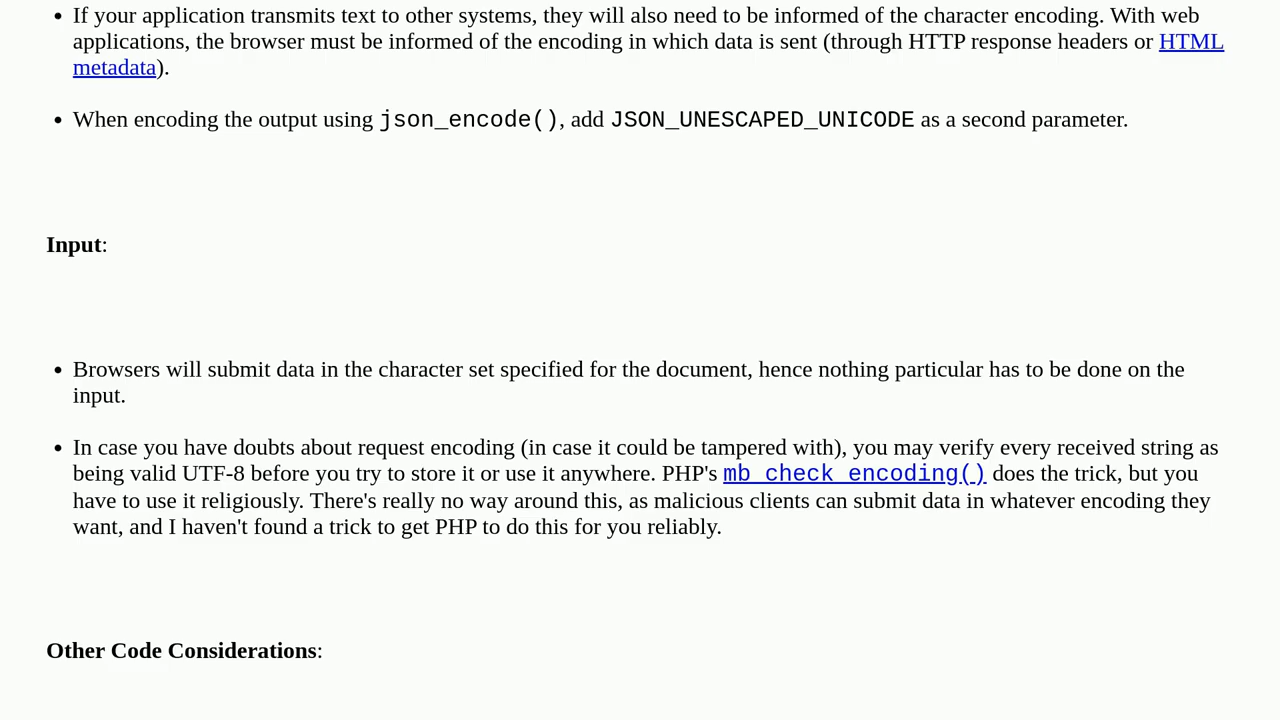 • If your application transmits text to other systems, they will also need to be informed of the character encoding. With web
applications, the browser must be informed of the encoding in which data is sent (through HTTP response headers or HTML
metadata).
• When encoding the output using json_encode(), add JSON_UNESCAPED_UNICODE as a second parameter.
Input:
• Browsers will submit data in the character set specified for the document, hence nothing particular has to be done on the
input.
• In case you have doubts about request encoding (in case it could be tampered with), you may verify every received string as
being valid UTF-8 before you try to store it or use it anywhere. PHP's mb_check_encoding() does the trick, but you
have to use it religiously. There's really no way around this, as malicious clients can submit data in whatever encoding they
want, and I haven't found a trick to get PHP to do this for you reliably.
Other Code Considerations: